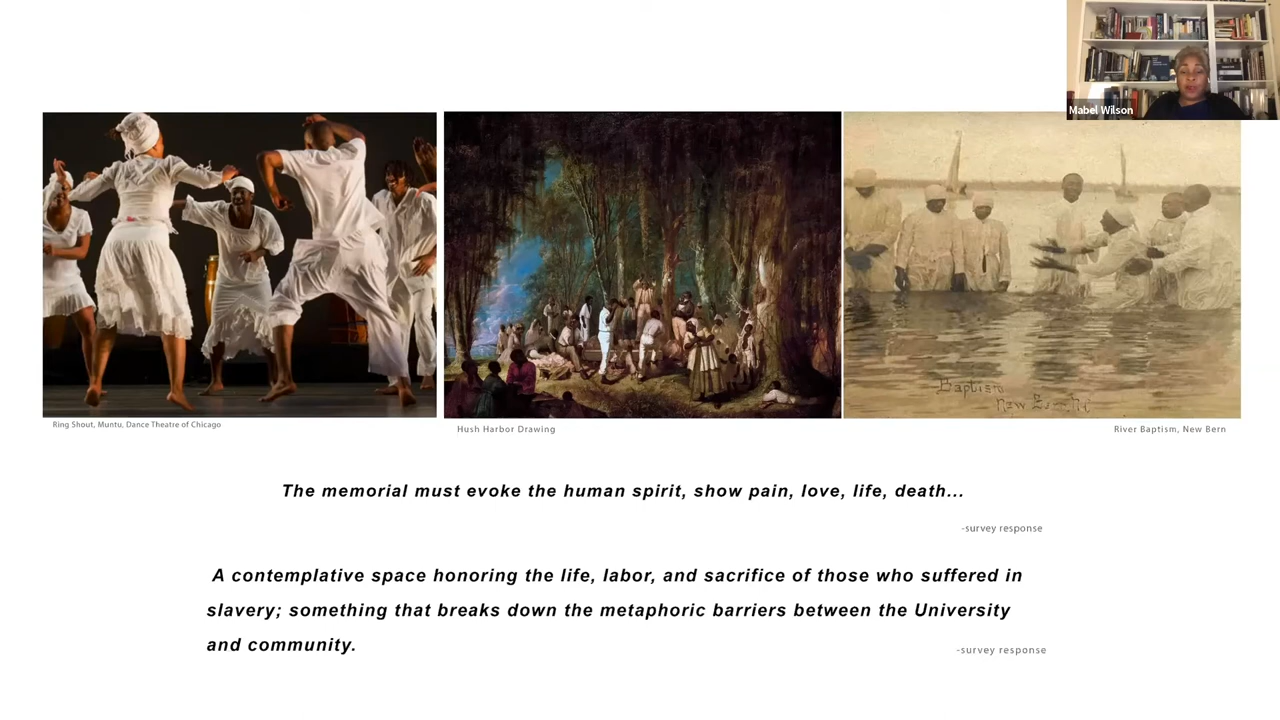 Mabel Wilson
Baptism
New Bern, N.C.
Ring Shout, Muntu, Dance Theatre of Chicago
Hush Harbor Drawing
River Baptism, New Bern
The memorial must evoke the human spirit, show pain, love, life, death...
-survey response
A contemplative space honoring the life, labor, and sacrifice of those who suffered in
slavery; something that breaks down the metaphoric barriers between the University
and community.
-survey response